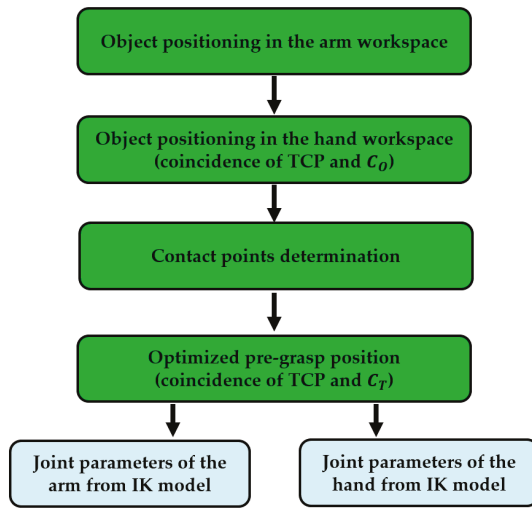 Object positioning in the arm workspace
Object positioning in the hand workspace
(coincidence of TCP and C_O)
Contact points determination
Optimized pre-grasp position
(coincidence of TCP and C_T)
Joint parameters of the
arm from IK model
Joint parameters of the
hand from IK model